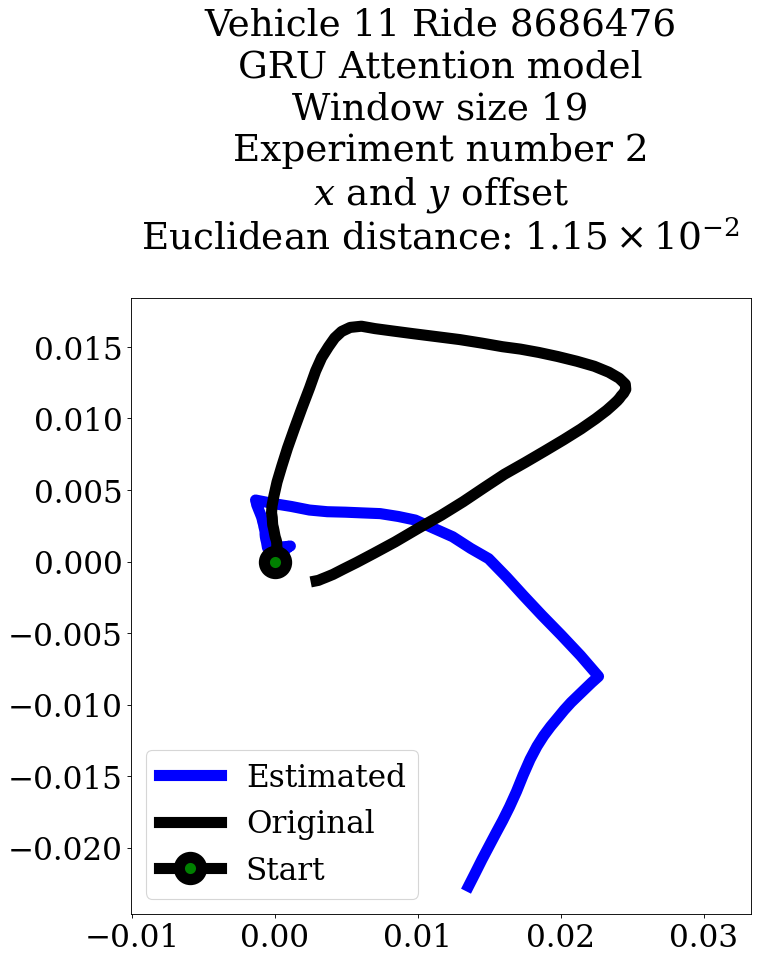 Vehicle 11 Ride 8686476
GRU Attention model
Window size 19
Experiment number 2
x and y offset
Euclidean distance: 1.15 × 10⁻²
0.015
0.010
0.005
0.000
−0.005
−0.010
−0.015
−0.020
Estimated
Original
Start
−0.01 0.00 0.01 0.02 0.03